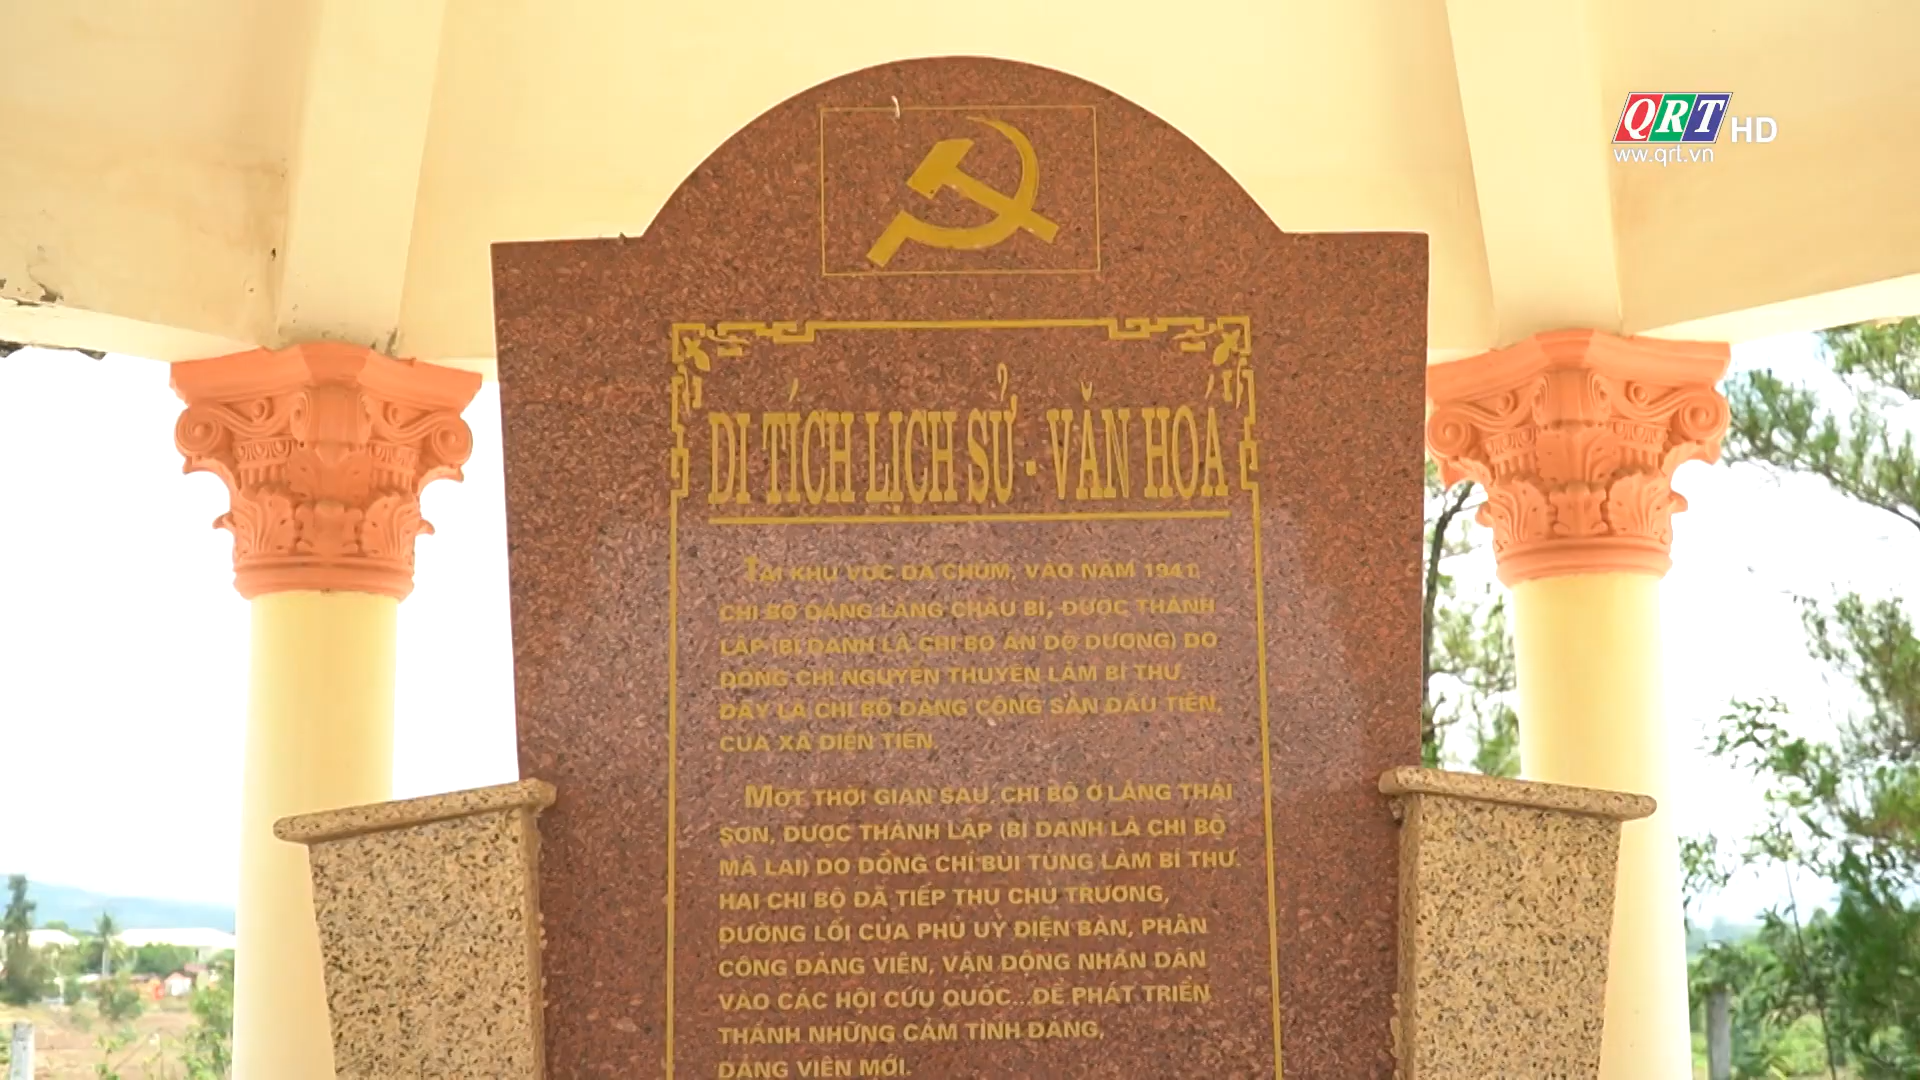 QRT HD
ww.qrt.vn
DI TÍCH LỊCH SỬ - VĂN HOÁ
TẠI KHU VỰC ĐÁ CHÙM, VÀO NĂM 1941,
CHI BỘ ĐẢNG LÀNG CHÂU BÍ, ĐƯỢC THÀNH
LẬP (BÍ DANH LÀ CHI BỘ ẤN ĐỘ DƯƠNG) DO
ĐỒNG CHÍ NGUYỄN THUYÊN LÀM BÍ THƯ
ĐÂY LÀ CHI BỘ ĐẢNG CỘNG SẢN ĐẦU TIÊN,
CỦA XÃ ĐIỆN TIẾN.
MỘT THỜI GIAN SAU, CHI BỘ Ở LÀNG THÁI
SƠN, ĐƯỢC THÀNH LẬP (BÍ DANH LÀ CHI BỘ
MÃ LAI) DO ĐỒNG CHÍ BÙI TÙNG LÀM BÍ THƯ.
HAI CHI BỘ ĐÃ TIẾP THU CHỦ TRƯƠNG,
ĐƯỜNG LỐI CỦA PHỦ UỶ ĐIỆN BÀN, PHÂN
CÔNG ĐẢNG VIÊN, VẬN ĐỘNG NHÂN DÂN
VÀO CÁC HỘI CỨU QUỐC...ĐỂ PHÁT TRIỂN
THÀNH NHỮNG CẢM TÌNH ĐẢNG,
ĐẢNG VIÊN MỚI.